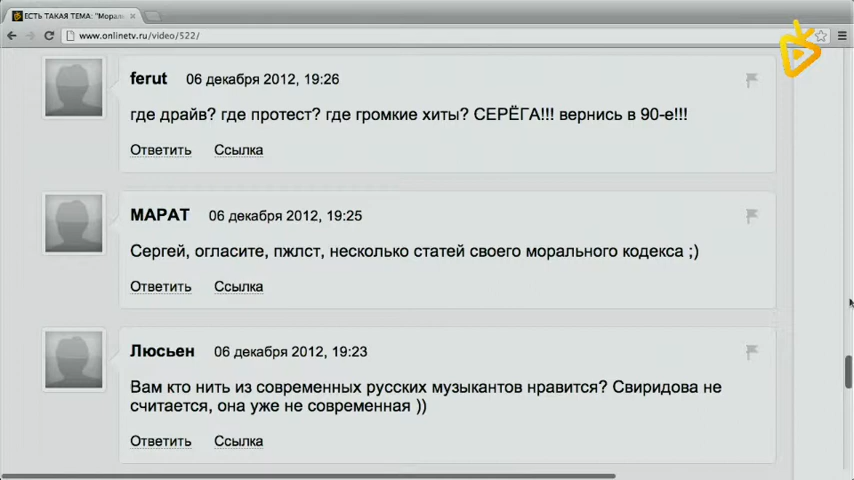 ЕСТЬ ТАКАЯ ТЕМА: "Мораль
www.onlinetv.ru/video/522/
ferut 06 декабря 2012, 19:26
где драйв? где протест? где громкие хиты? СЕРЁГА!!! вернись в 90-е!!!
Ответить Ссылка
МАРАТ 06 декабря 2012, 19:25
Сергей, огласите, пжлст, несколько статей своего морального кодекса ;)
Ответить Ссылка
Люсьен 06 декабря 2012, 19:23
Вам кто нить из современных русских музыкантов нравится? Свиридова не
считается, она уже не современная ))
Ответить Ссылка